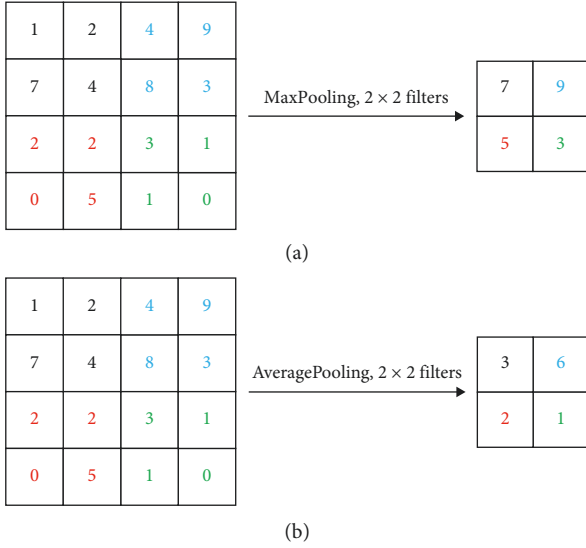 1 2 4 9
7 4 8 3
2 2 3 1
0 5 1 0
MaxPooling, 2 × 2 filters
7 9
5 3
(a)
1 2 4 9
7 4 8 3
2 2 3 1
0 5 1 0
AveragePooling, 2 × 2 filters
3 6
2 1
(b)